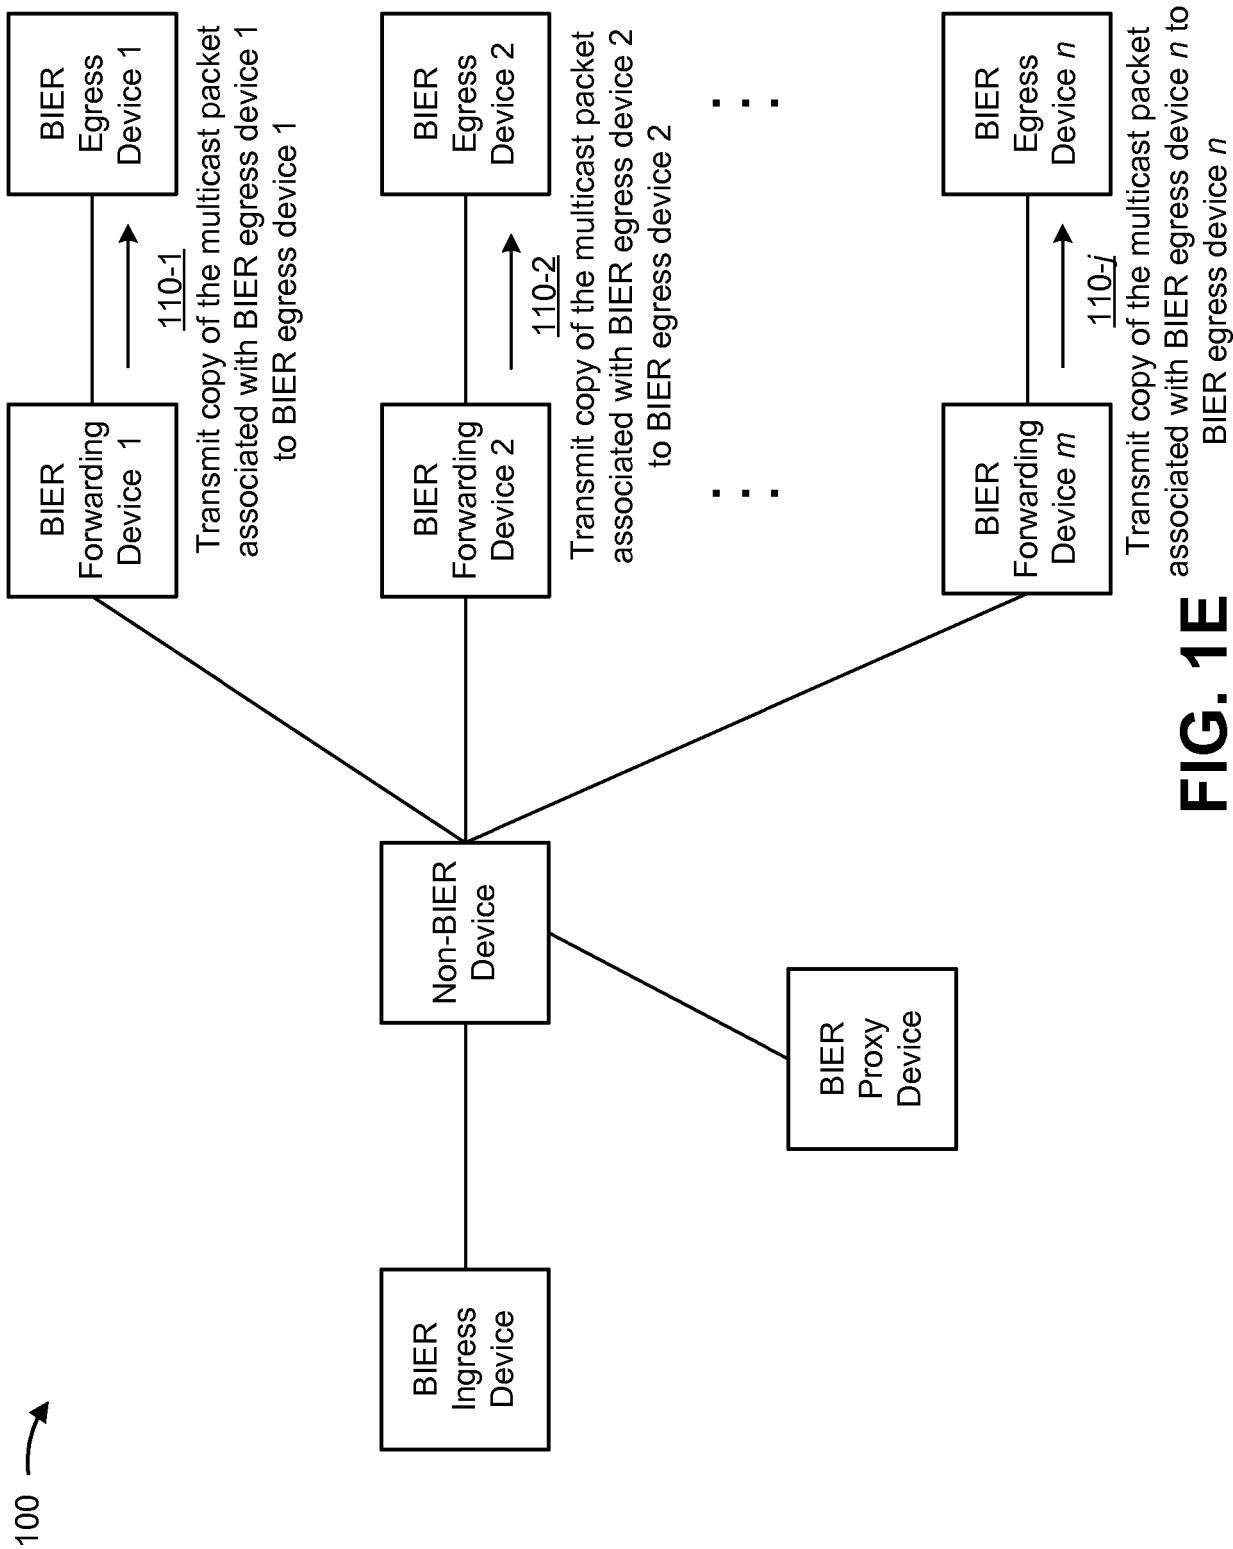 100
BIER
Ingress
Device
Non-BIER
Device
BIER
Proxy
Device
BIER
Forwarding
Device 1
BIER
Egress
Device 1
110-1
Transmit copy of the multicast packet
associated with BIER egress device 1
to BIER egress device 1
BIER
Forwarding
Device 2
BIER
Egress
Device 2
110-2
Transmit copy of the multicast packet
associated with BIER egress device 2
to BIER egress device 2
. . .
. . .
BIER
Forwarding
Device m
BIER
Egress
Device n
110-j
Transmit copy of the multicast packet
associated with BIER egress device n to
BIER egress device n
FIG. 1E